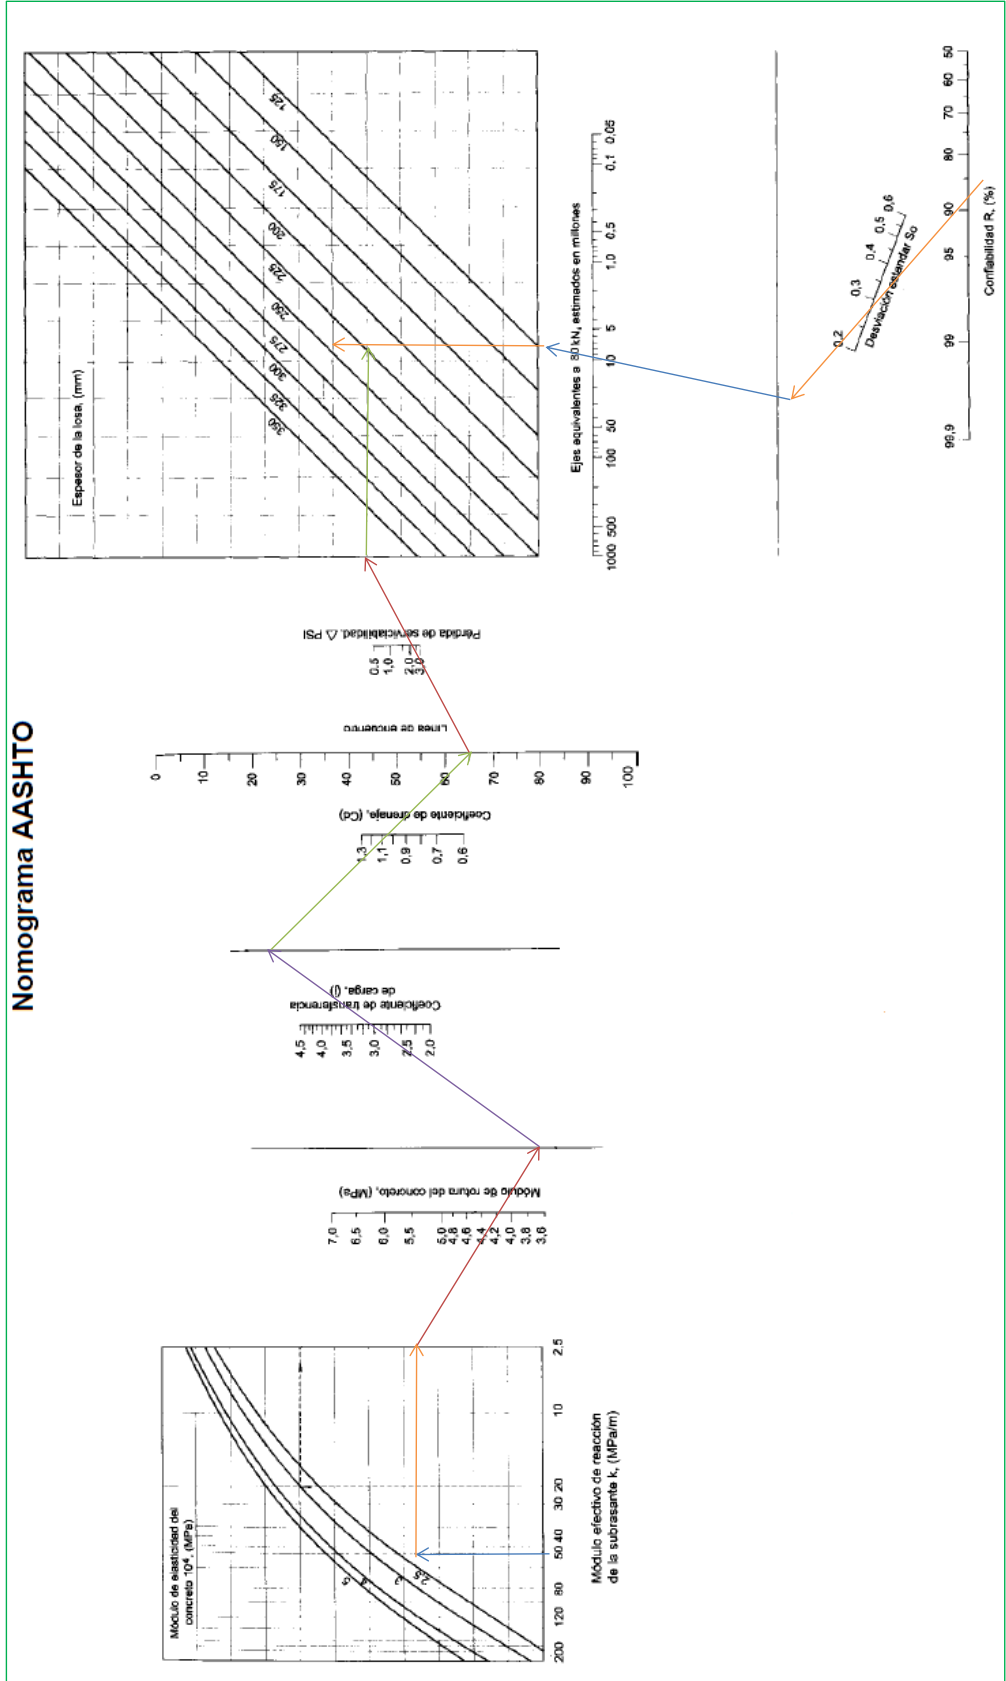 Nomograma AASHTO
Espesor de la losa, (mm)
125
150
175
200
225
250
275
300
325
350
Ejes equivalentes a 80 kN, estimados en millones
1000 500 100 50 10 5 1,0 0,5 0,1 0,05
Desviación estandar So
0,2 0,3 0,4 0,5 0,6
Confiabilidad R, (%)
99,9 99 95 90 80 70 60 50
Pérdida de serviciabilidad, △ PSI
0.5
1,0
2,0
3,0
Línea de encuentro
0 10 20 30 40 50 60 70 80 90 100
Coeficiente de drenaje, (Cd)
1,3 1,1 0,9 0,7 0,6
Coeficiente de transferencia
de carga, (j)
4,5 4,0 3,5 3,0 2,5 2,0
Módulo de rotura del concreto, (MPa)
7,0 6,5 6,0 5,5 5,0 4,8 4,6 4,4 4,2 4,0 3,8 3,6
Módulo de elasticidad del
concreto 10⁴, (MPa)
5 4 3 2,5
200 120 80 50 40 30 20 10 2,5
Módulo efectivo de reacción
de la subrasante k, (MPa/m)